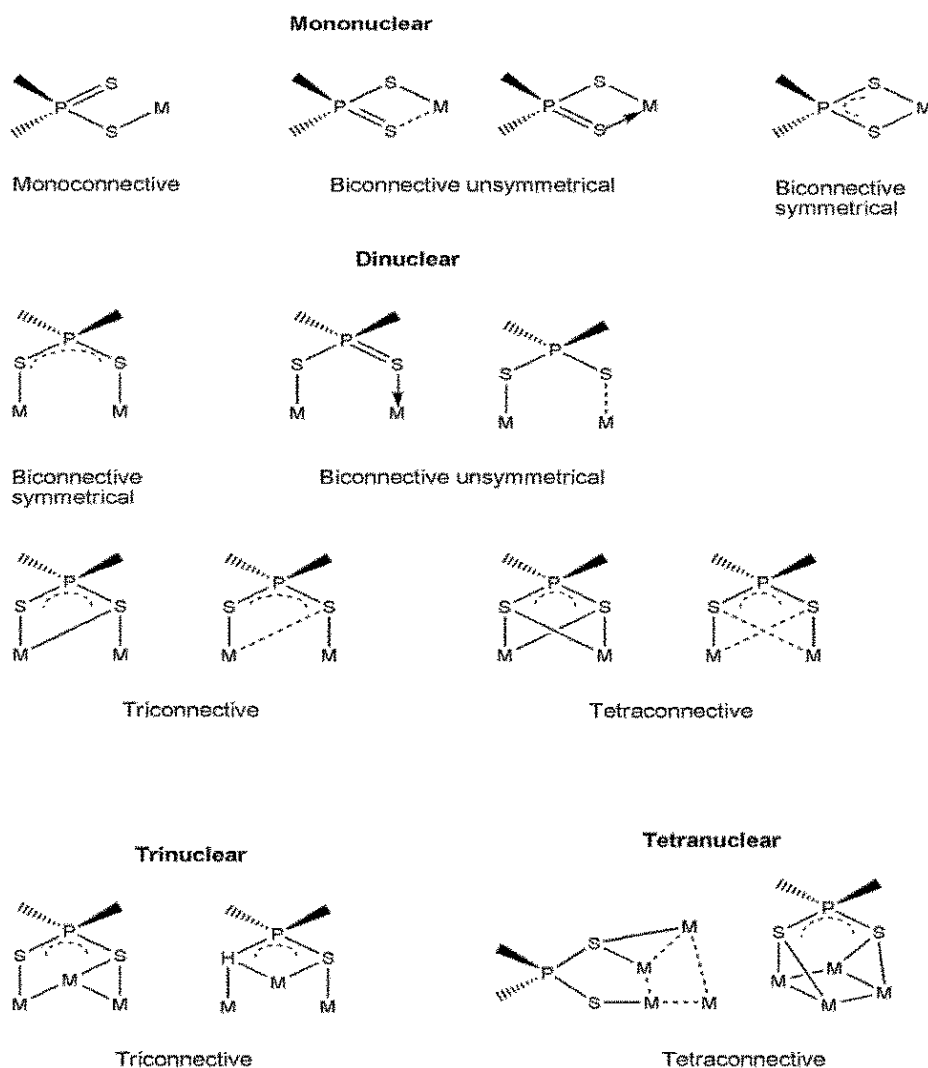 Mononuclear
S
P
S
M
S
P
M
S
S
P
M
S
S
P
M
S
Monoconnective
Biconnective unsymmetrical
Biconnective
symmetrical
Dinuclear
P
S S
M M
P
S S
M M
P
S S
M M
Biconnective
symmetrical
Biconnective unsymmetrical
P
S S
M M
P
S S
M M
P
S S
M M
P
S S
M M
Triconnective
Tetraconnective
Trinuclear
Tetranuclear
P
S S
M
M M
P
H S
M
M M
P
S
M
M
S
M M
P
S S
M
M
M
M
Triconnective
Tetraconnective